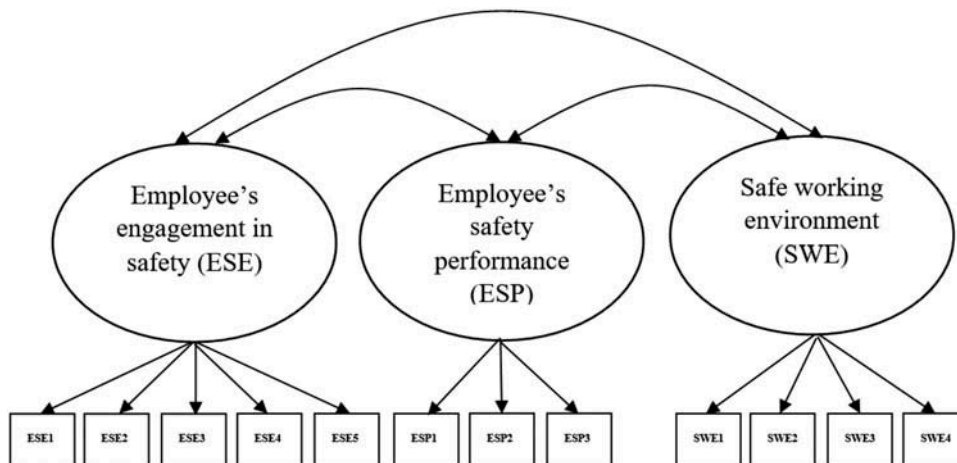 Employee's
engagement in
safety (ESE)
Employee's
safety
performance
(ESP)
Safe working
environment
(SWE)
ESE1
ESE2
ESE3
ESE4
ESE5
ESP1
ESP2
ESP3
SWE1
SWE2
SWE3
SWE4